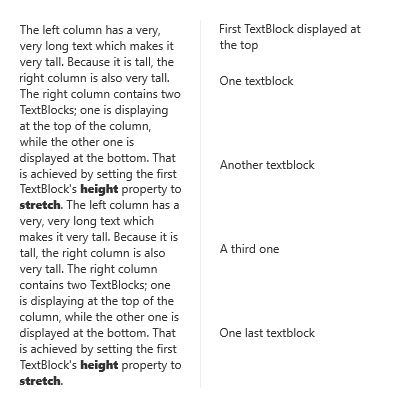 The left column has a very,
very long text which makes it
very tall. Because it is tall, the
right column is also very tall.
The right column contains two
TextBlocks; one is displaying
at the top of the column,
while the other one is
displayed at the bottom. That
is achieved by setting the first
TextBlock's height property to
stretch. The left column has a
very, very long text which
makes it very tall. Because it is
tall, the right column is also
very tall. The right column
contains two TextBlocks; one
is displaying at the top of the
column, while the other one is
displayed at the bottom. That
is achieved by setting the first
TextBlock's height property to
stretch.
First TextBlock displayed at
the top
One textblock
Another textblock
A third one
One last textblock